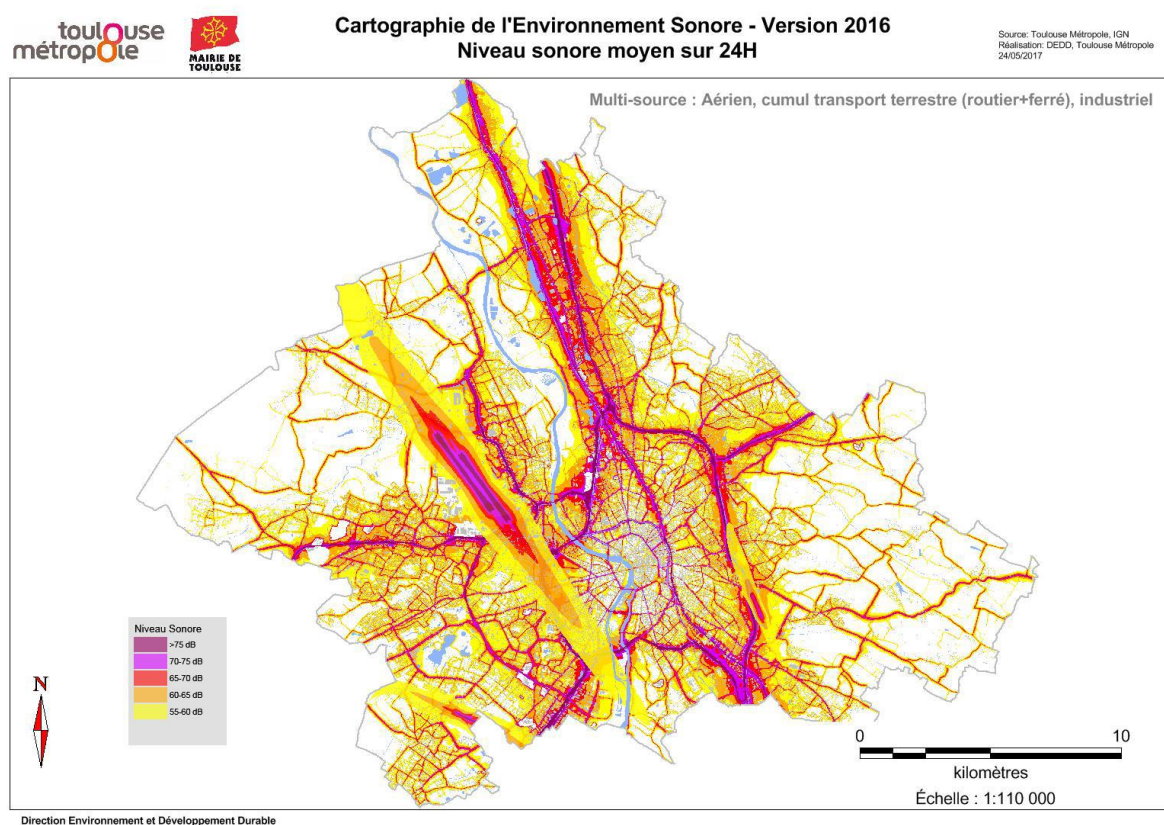 toulouse
métropole
MAIRIE DE
TOULOUSE
Cartographie de l'Environnement Sonore - Version 2016
Niveau sonore moyen sur 24H
Source: Toulouse Métropole, IGN
Réalisation: DEDD, Toulouse Métropole
24/05/2017
Multi-source : Aérien, cumul transport terrestre (routier+ferré), industriel
Niveau Sonore
>75 dB
70-75 dB
65-70 dB
60-65 dB
55-60 dB
N
0 10
kilomètres
Échelle : 1:110 000
Direction Environnement et Développement Durable